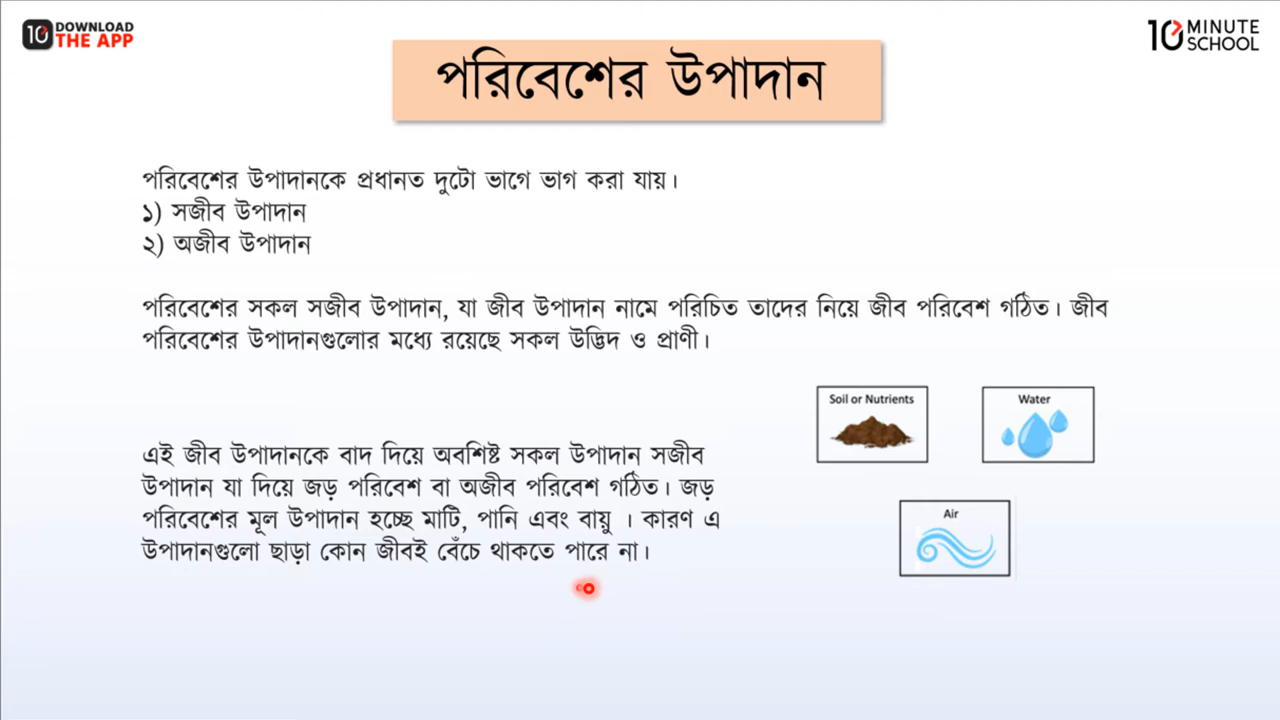 DOWNLOAD
THE APP
10 MINUTE
SCHOOL
পরিবেশের উপাদান
পরিবেশের উপাদানকে প্রধানত দুটো ভাগে ভাগ করা যায়।
১) সজীব উপাদান
২) অজীব উপাদান
পরিবেশের সকল সজীব উপাদান, যা জীব উপাদান নামে পরিচিত তাদের নিয়ে জীব পরিবেশ গঠিত। জীব
পরিবেশের উপাদানগুলোর মধ্যে রয়েছে সকল উদ্ভিদ ও প্রাণী।
Soil or Nutrients
Water
এই জীব উপাদানকে বাদ দিয়ে অবশিষ্ট সকল উপাদান সজীব
উপাদান যা দিয়ে জড় পরিবেশ বা অজীব পরিবেশ গঠিত। জড়
পরিবেশের মূল উপাদান হচ্ছে মাটি, পানি এবং বায়ু । কারণ এ
উপাদানগুলো ছাড়া কোন জীবই বেঁচে থাকতে পারে না।
Air